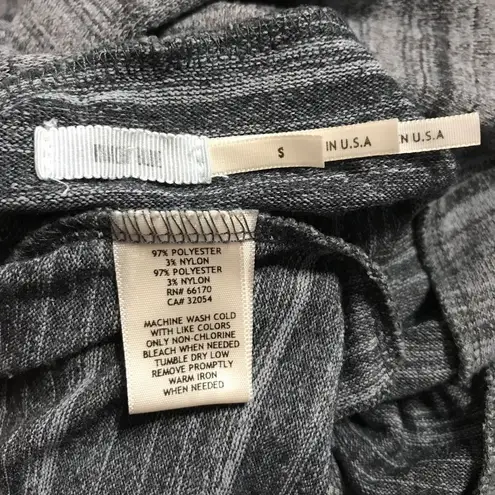 S
IN U.S.A
N U.S.A
97% POLYESTER
3% NYLON
97% POLYESTER
3% NYLON
RN# 66170
CA# 32054
MACHINE WASH COLD
WITH LIKE COLORS
ONLY NON-CHLORINE
BLEACH WHEN NEEDED
TUMBLE DRY LOW
REMOVE PROMPTLY
WARM IRON
WHEN NEEDED